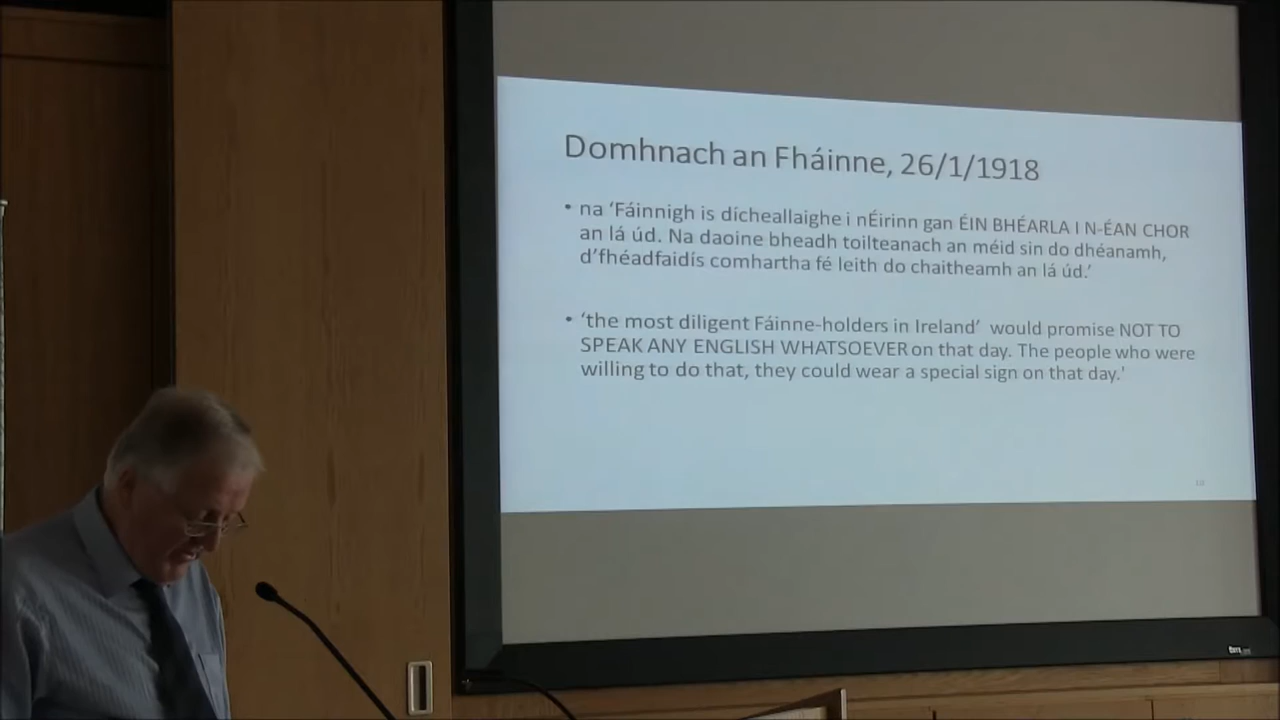 Domhnach an Fháinne, 26/1/1918
• na ‘Fáinnigh is dícheallaighe i nÉirinn gan ÉIN BHÉARLA I N-ÉAN CHOR
an lá úd. Na daoine bheadh toilteanach an méid sin do dhéanamh,
d’fhéadfaidís comhartha fé leith do chaitheamh an lá úd.’
• ‘the most diligent Fáinne-holders in Ireland’ would promise NOT TO
SPEAK ANY ENGLISH WHATSOEVER on that day. The people who were
willing to do that, they could wear a special sign on that day.'